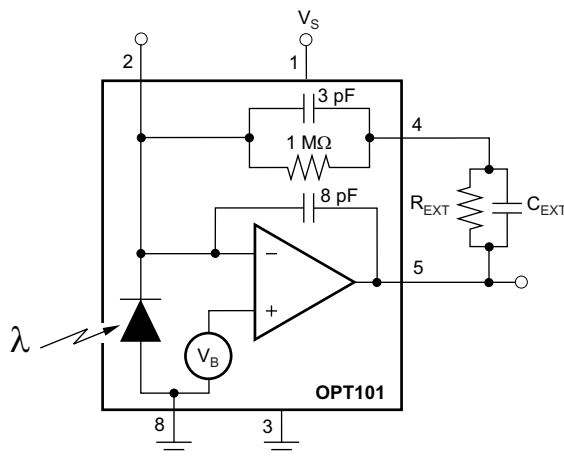 V_S
2
1
3 pF
4
1 MΩ
8 pF
R_EXT
C_EXT
−
5
+
λ
V_B
OPT101
8
3